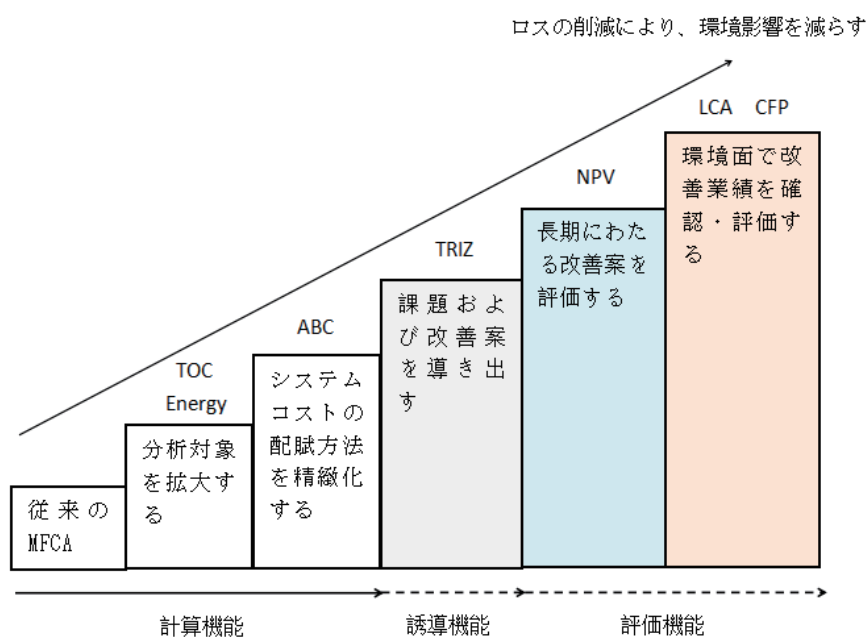 ロスの削減により、環境影響を減らす
LCA CFP
環境面で改
善業績を確
認・評価す
る
NPV
長期にわた
る改善案を
評価する
TRIZ
課題およ
び改善案
を導き出
す
ABC
システム
コストの
配賦方法
を精緻化
する
TOC
Energy
分析対象
を拡大す
る
従来の
MFCA
計算機能
誘導機能
評価機能